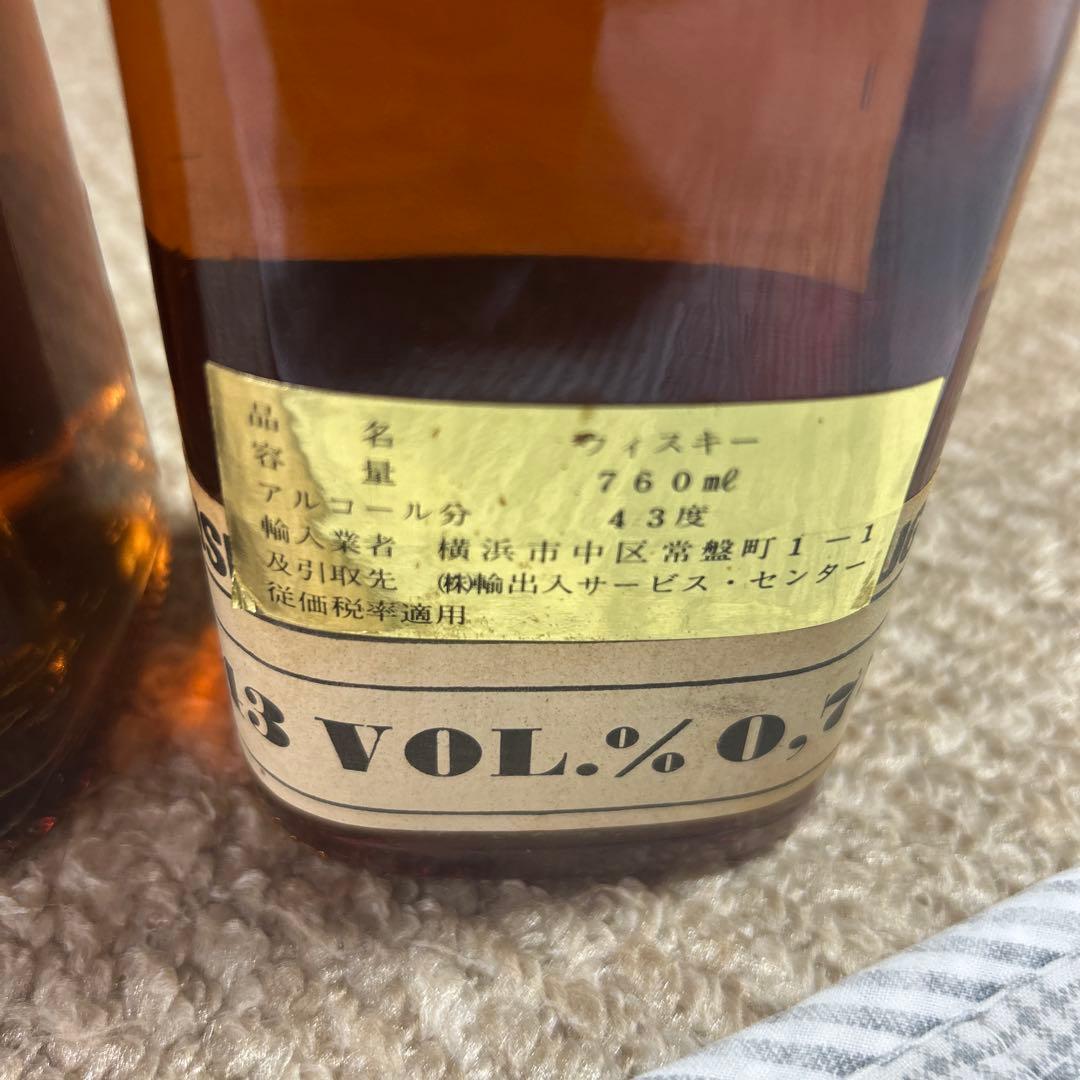 品名 ウィスキー
容量 760㎖
アルコール分 43度
輸入業者 横浜市中区常盤町1-1
及引取先 ㈱輸出入サービス・センター
従価税率適用
43 VOL.% 0,7